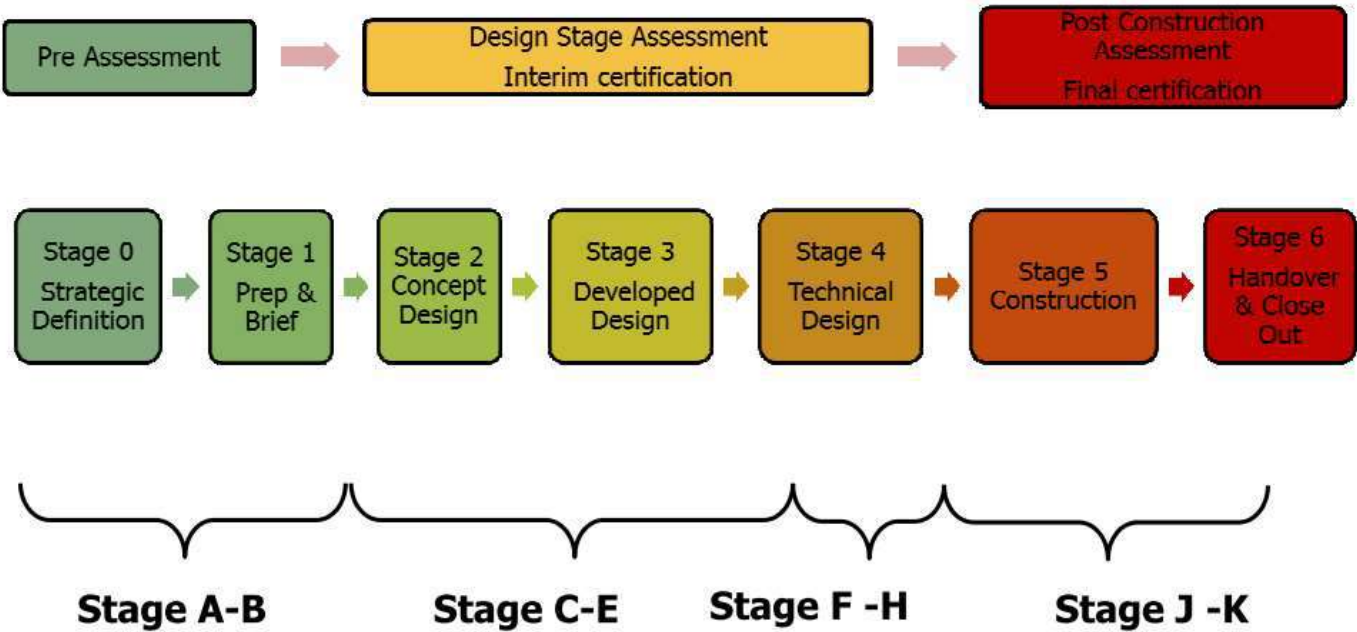 Pre Assessment
Design Stage Assessment
Interim certification
Post Construction
Assessment
Final certification
Stage 0
Strategic
Definition
Stage 1
Prep &
Brief
Stage 2
Concept
Design
Stage 3
Developed
Design
Stage 4
Technical
Design
Stage 5
Construction
Stage 6
Handover
& Close
Out
Stage A-B
Stage C-E
Stage F -H
Stage J -K